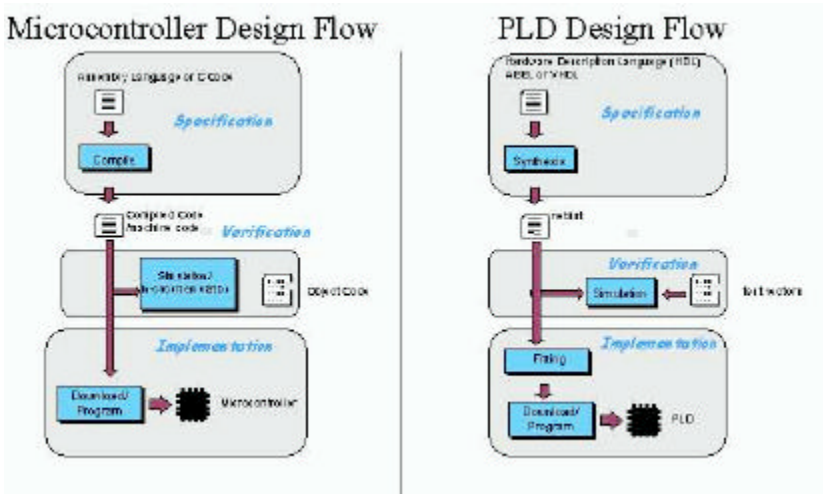 Microcontroller Design Flow
Assembly Language or C Code
Specification
Compile
Compiled Code
Machine code
Verification
Simulation/
Object Code
Implementation
Download/
Program
Microcontroller
PLD Design Flow
Hardware Description Language (HDL)
ABEL or VHDL
Specification
Synthesis
netlist
Verification
Simulation
Test vectors
Implementation
Fitting
Download/
Program
PLD